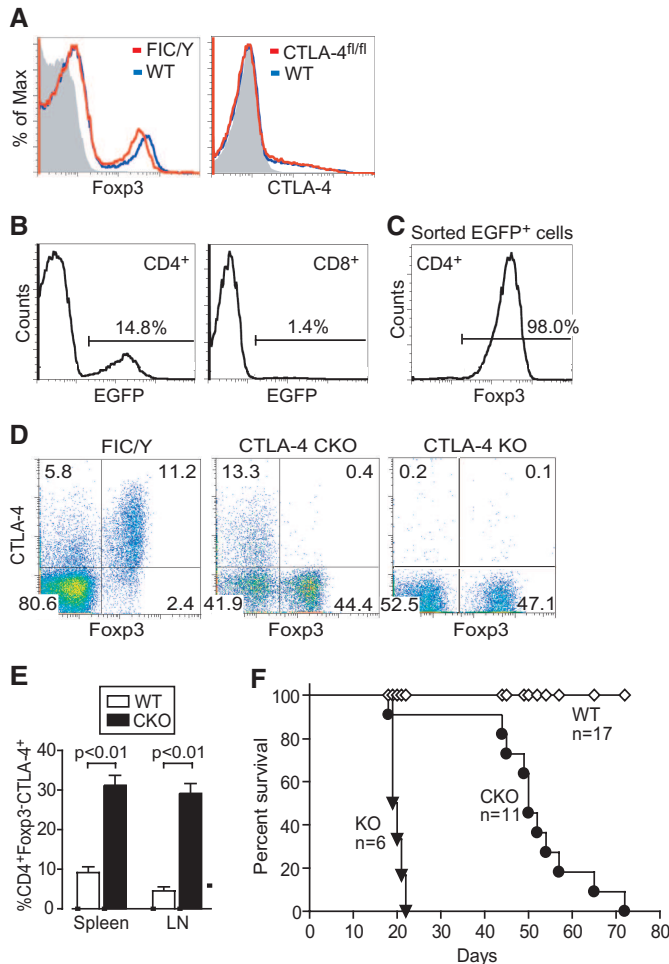 A
FIC/Y
WT
% of Max
Foxp3
CTLA-4fl/fl
WT
CTLA-4
B
CD4+
14.8%
Counts
EGFP
CD8+
1.4%
EGFP
C
Sorted EGFP+ cells
CD4+
98.0%
Counts
Foxp3
D
FIC/Y
CTLA-4 CKO
CTLA-4 KO
5.8 11.2
13.3 0.4
0.2 0.1
CTLA-4
80.6 2.4
41.9 44.4
52.5 47.1
Foxp3
Foxp3
Foxp3
E
WT
CKO
p<0.01 p<0.01
%CD4+Foxp3-CTLA-4+
40
30
20
10
0
Spleen LN
F
Percent survival
100
80
60
40
20
0
WT
n=17
CKO
n=11
KO
n=6
0 10 20 30 40 50 60 70 80
Days